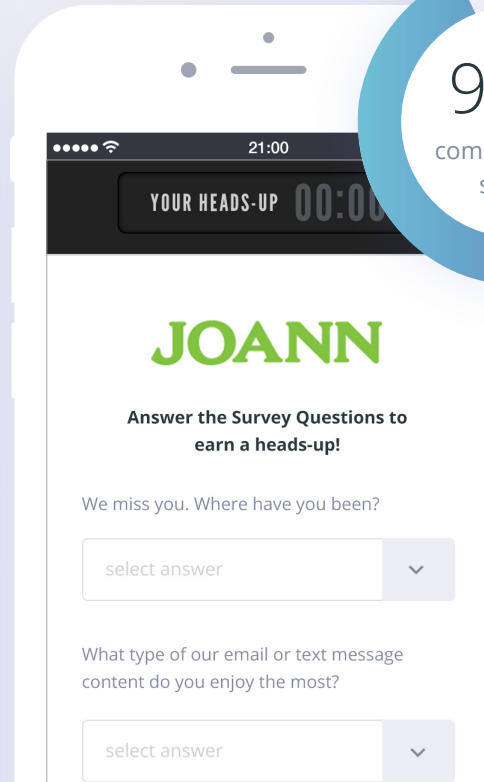 9
21:00
YOUR HEADS-UP 00:00
JOANN
Answer the Survey Questions to
earn a heads-up!
We miss you. Where have you been?
select answer
What type of our email or text message
content do you enjoy the most?
select answer